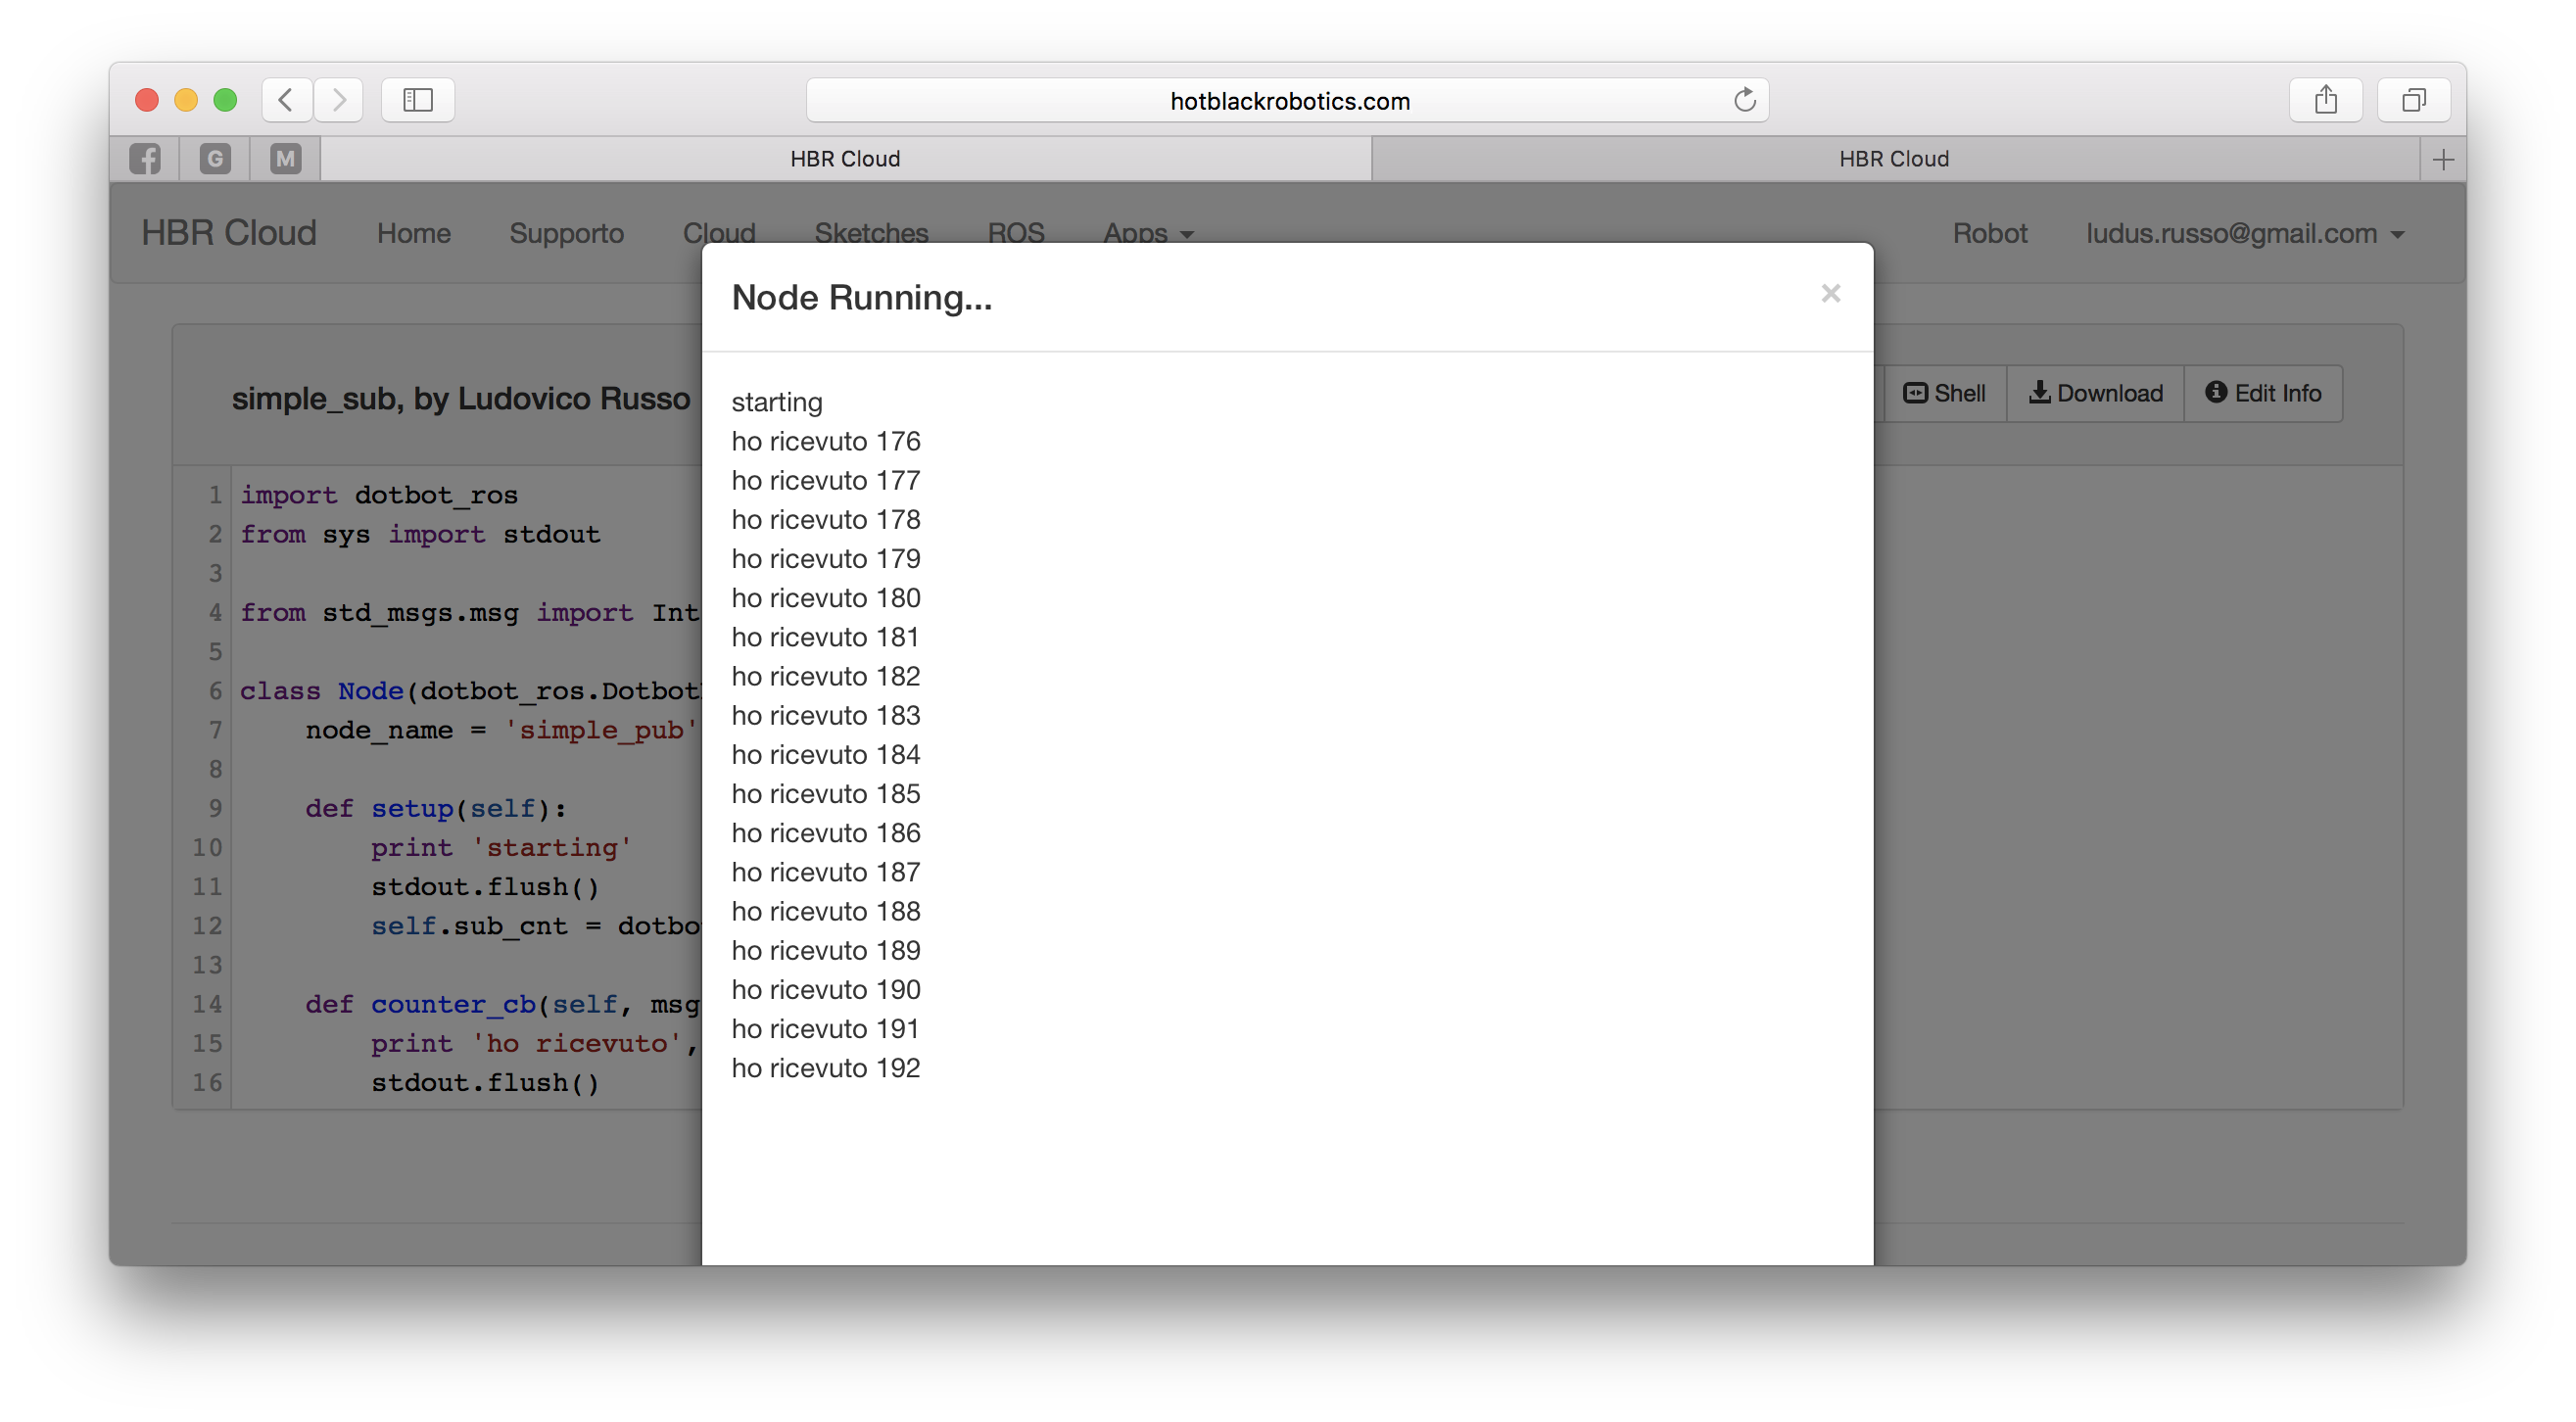 hotblackrobotics.com
G
M
HBR Cloud
HBR Cloud
HBR Cloud Home Supporto Cloud Sketches ROS Apps Robot ludus.russo@gmail.com
Node Running...
×
simple_sub, by Ludovico Russo
Shell Download Edit Info
1 import dotbot_ros
2 from sys import stdout
3
4 from std_msgs.msg import Int
5
6 class Node(dotbot_ros.Dotbot
7 node_name = 'simple_pub'
8
9 def setup(self):
10 print 'starting'
11 stdout.flush()
12 self.sub_cnt = dotbo
13
14 def counter_cb(self, msg
15 print 'ho ricevuto',
16 stdout.flush()
starting
ho ricevuto 176
ho ricevuto 177
ho ricevuto 178
ho ricevuto 179
ho ricevuto 180
ho ricevuto 181
ho ricevuto 182
ho ricevuto 183
ho ricevuto 184
ho ricevuto 185
ho ricevuto 186
ho ricevuto 187
ho ricevuto 188
ho ricevuto 189
ho ricevuto 190
ho ricevuto 191
ho ricevuto 192